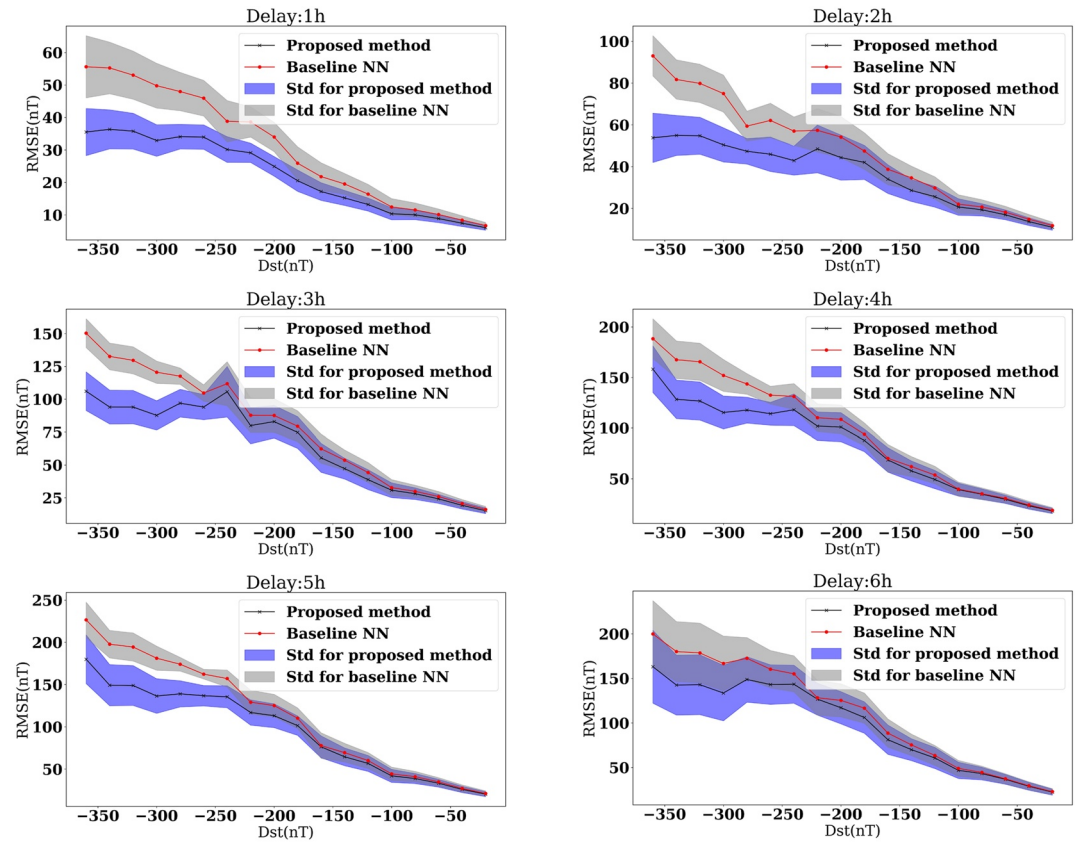 Delay:1h
RMSE(nT)
60
50
40
30
20
10
Proposed method
Baseline NN
Std for proposed method
Std for baseline NN
−350 −300 −250 −200 −150 −100 −50
Dst(nT)
Delay:2h
RMSE(nT)
100
80
60
40
20
Proposed method
Baseline NN
Std for proposed method
Std for baseline NN
−350 −300 −250 −200 −150 −100 −50
Dst(nT)
Delay:3h
RMSE(nT)
150
125
100
75
50
25
Proposed method
Baseline NN
Std for proposed method
Std for baseline NN
−350 −300 −250 −200 −150 −100 −50
Dst(nT)
Delay:4h
RMSE(nT)
200
150
100
50
Proposed method
Baseline NN
Std for proposed method
Std for baseline NN
−350 −300 −250 −200 −150 −100 −50
Dst(nT)
Delay:5h
RMSE(nT)
250
200
150
100
50
Proposed method
Baseline NN
Std for proposed method
Std for baseline NN
−350 −300 −250 −200 −150 −100 −50
Dst(nT)
Delay:6h
RMSE(nT)
200
150
100
50
Proposed method
Baseline NN
Std for proposed method
Std for baseline NN
−350 −300 −250 −200 −150 −100 −50
Dst(nT)